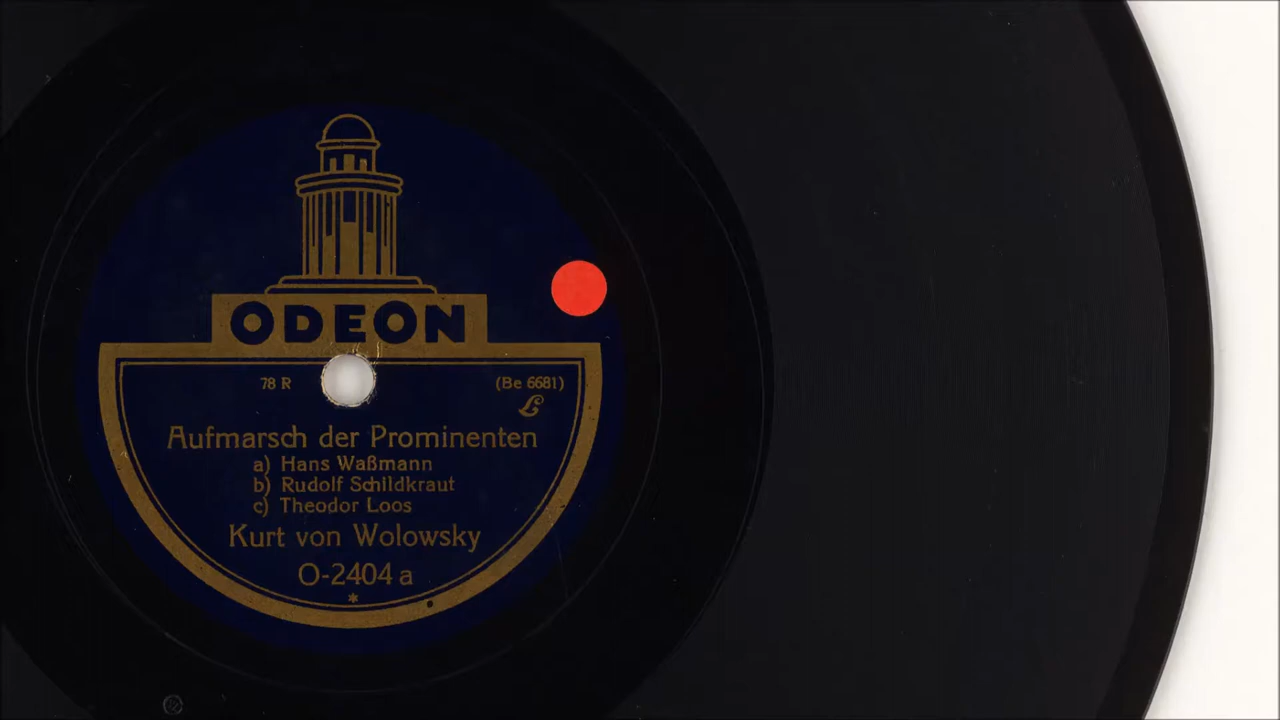 ODEON
78 R (Be 6681)
L
Aufmarsch der Prominenten
a) Hans Waßmann
b) Rudolf Schildkraut
c) Theodor Loos
Kurt von Wolowsky
O-2404 a
*